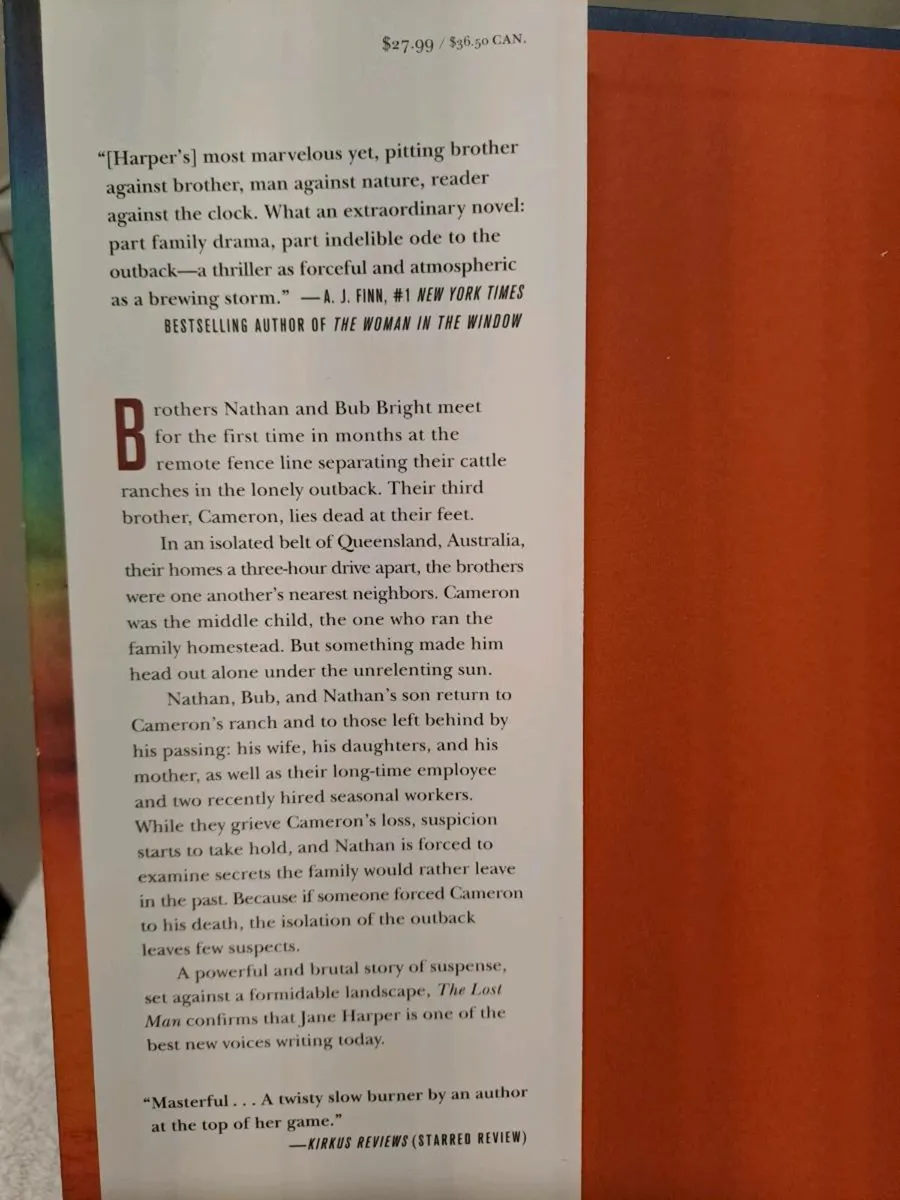 $27.99 / $36.50 CAN.
“[Harper’s] most marvelous yet, pitting brother
against brother, man against nature, reader
against the clock. What an extraordinary novel:
part family drama, part indelible ode to the
outback—a thriller as forceful and atmospheric
as a brewing storm.” —A. J. FINN, #1 NEW YORK TIMES
BESTSELLING AUTHOR OF THE WOMAN IN THE WINDOW
Brothers Nathan and Bub Bright meet
for the first time in months at the
remote fence line separating their cattle
ranches in the lonely outback. Their third
brother, Cameron, lies dead at their feet.
In an isolated belt of Queensland, Australia,
their homes a three-hour drive apart, the brothers
were one another’s nearest neighbors. Cameron
was the middle child, the one who ran the
family homestead. But something made him
head out alone under the unrelenting sun.
Nathan, Bub, and Nathan’s son return to
Cameron’s ranch and to those left behind by
his passing: his wife, his daughters, and his
mother, as well as their long-time employee
and two recently hired seasonal workers.
While they grieve Cameron’s loss, suspicion
starts to take hold, and Nathan is forced to
examine secrets the family would rather leave
in the past. Because if someone forced Cameron
to his death, the isolation of the outback
leaves few suspects.
A powerful and brutal story of suspense,
set against a formidable landscape, The Lost
Man confirms that Jane Harper is one of the
best new voices writing today.
“Masterful . . . A twisty slow burner by an author
at the top of her game.”
—KIRKUS REVIEWS (STARRED REVIEW)